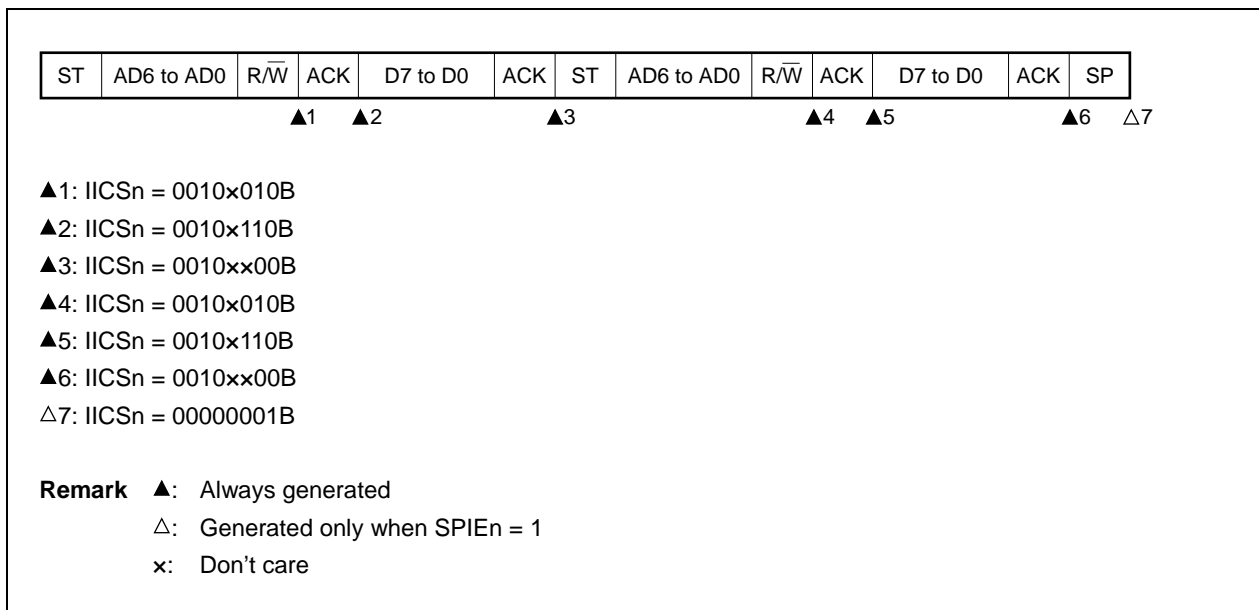 ST AD6 to AD0 R/W̅ ACK D7 to D0 ACK ST AD6 to AD0 R/W̅ ACK D7 to D0 ACK SP
▲1 ▲2 ▲3 ▲4 ▲5 ▲6 △7
▲1: IICSn = 0010×010B
▲2: IICSn = 0010×110B
▲3: IICSn = 0010××00B
▲4: IICSn = 0010×010B
▲5: IICSn = 0010×110B
▲6: IICSn = 0010××00B
△7: IICSn = 00000001B
Remark ▲: Always generated
△: Generated only when SPIEn = 1
×: Don't care